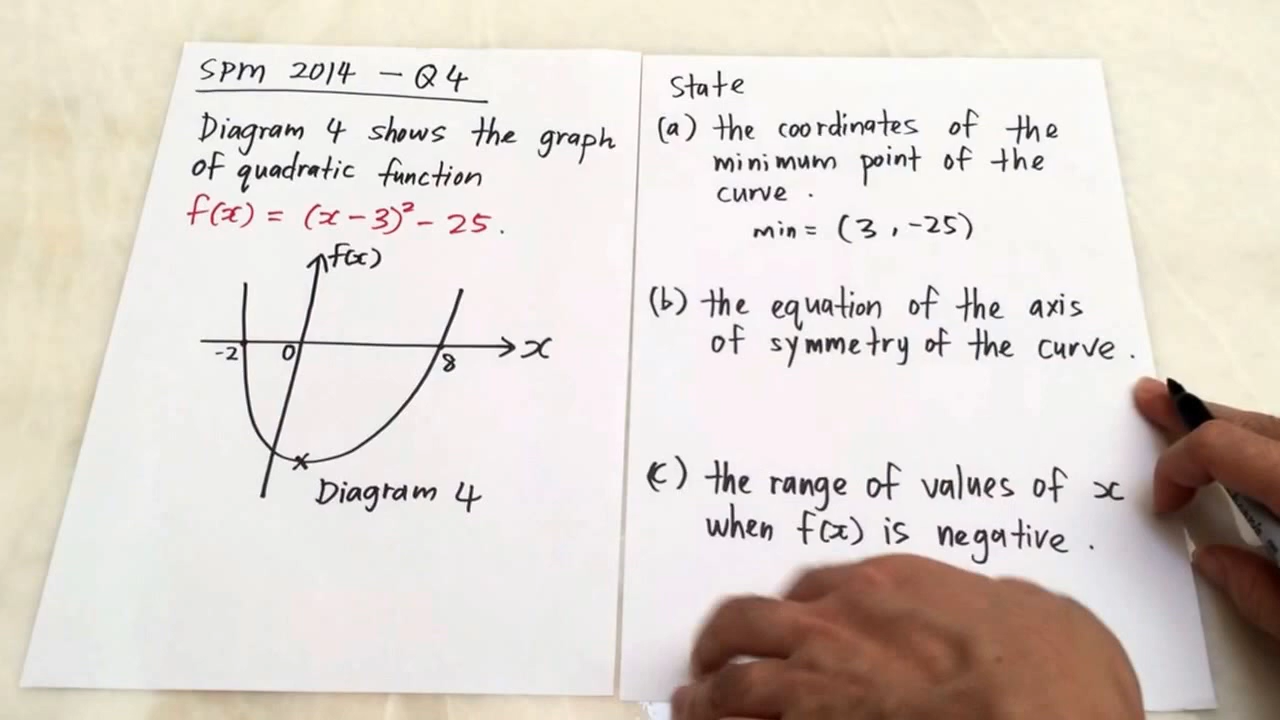 SPM 2014 - Q4
Diagram 4 shows the graph
of quadratic function
f(x) = (x-3)² - 25.
f(x)
-2 0 8 x
Diagram 4
State
(a) the coordinates of the
minimum point of the
curve.
min = (3, -25)
(b) the equation of the axis
of symmetry of the curve.
(c) the range of values of x
when f(x) is negative.